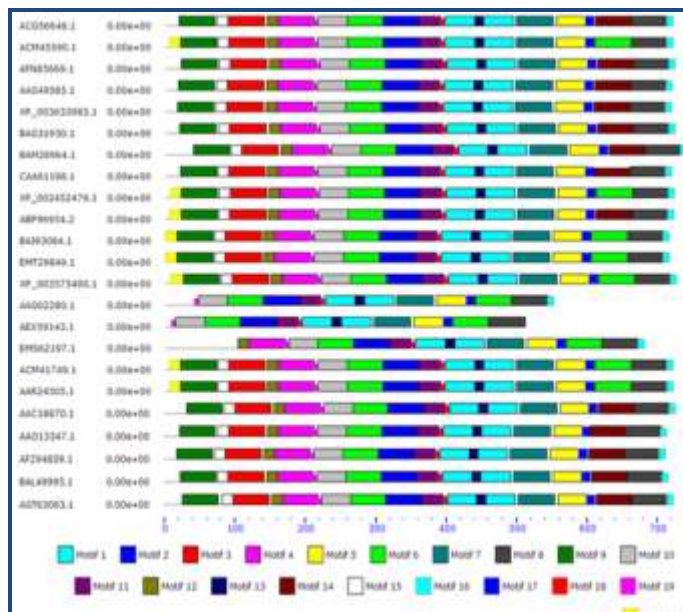 ACG56648.1 0.00e+00
ACM45990.1 0.00e+00
AFN85669.1 0.00e+00
AAG49585.1 0.00e+00
0.00e+00
BAG31930.1 0.00e+00
BAM28964.1 0.00e+00
CAA61198.1 0.00e+00
XP_002452479.1 0.00e+00
ABF99934.2 0.00e+00
BAJ93084.1 0.00e+00
EMT29849.1 0.00e+00
XP_003573400.1 0.00e+00
AAG02280.1 0.00e+00
AEX59143.1 0.00e+00
EMS62197.1 0.00e+00
ACM41749.1 0.00e+00
AAR24505.1 0.00e+00
AAC18870.1 0.00e+00
AAO13347.1 0.00e+00
AFZ94859.1 0.00e+00
BAL49995.1 0.00e+00
AGT63063.1 0.00e+00
0 100 200 300 400 500 600 700
Motif 1 Motif 2 Motif 3 Motif 4 Motif 5 Motif 6 Motif 7 Motif 8 Motif 9 Motif 10
Motif 11 Motif 12 Motif 13 Motif 14 Motif 15 Motif 16 Motif 17 Motif 18 Motif 19